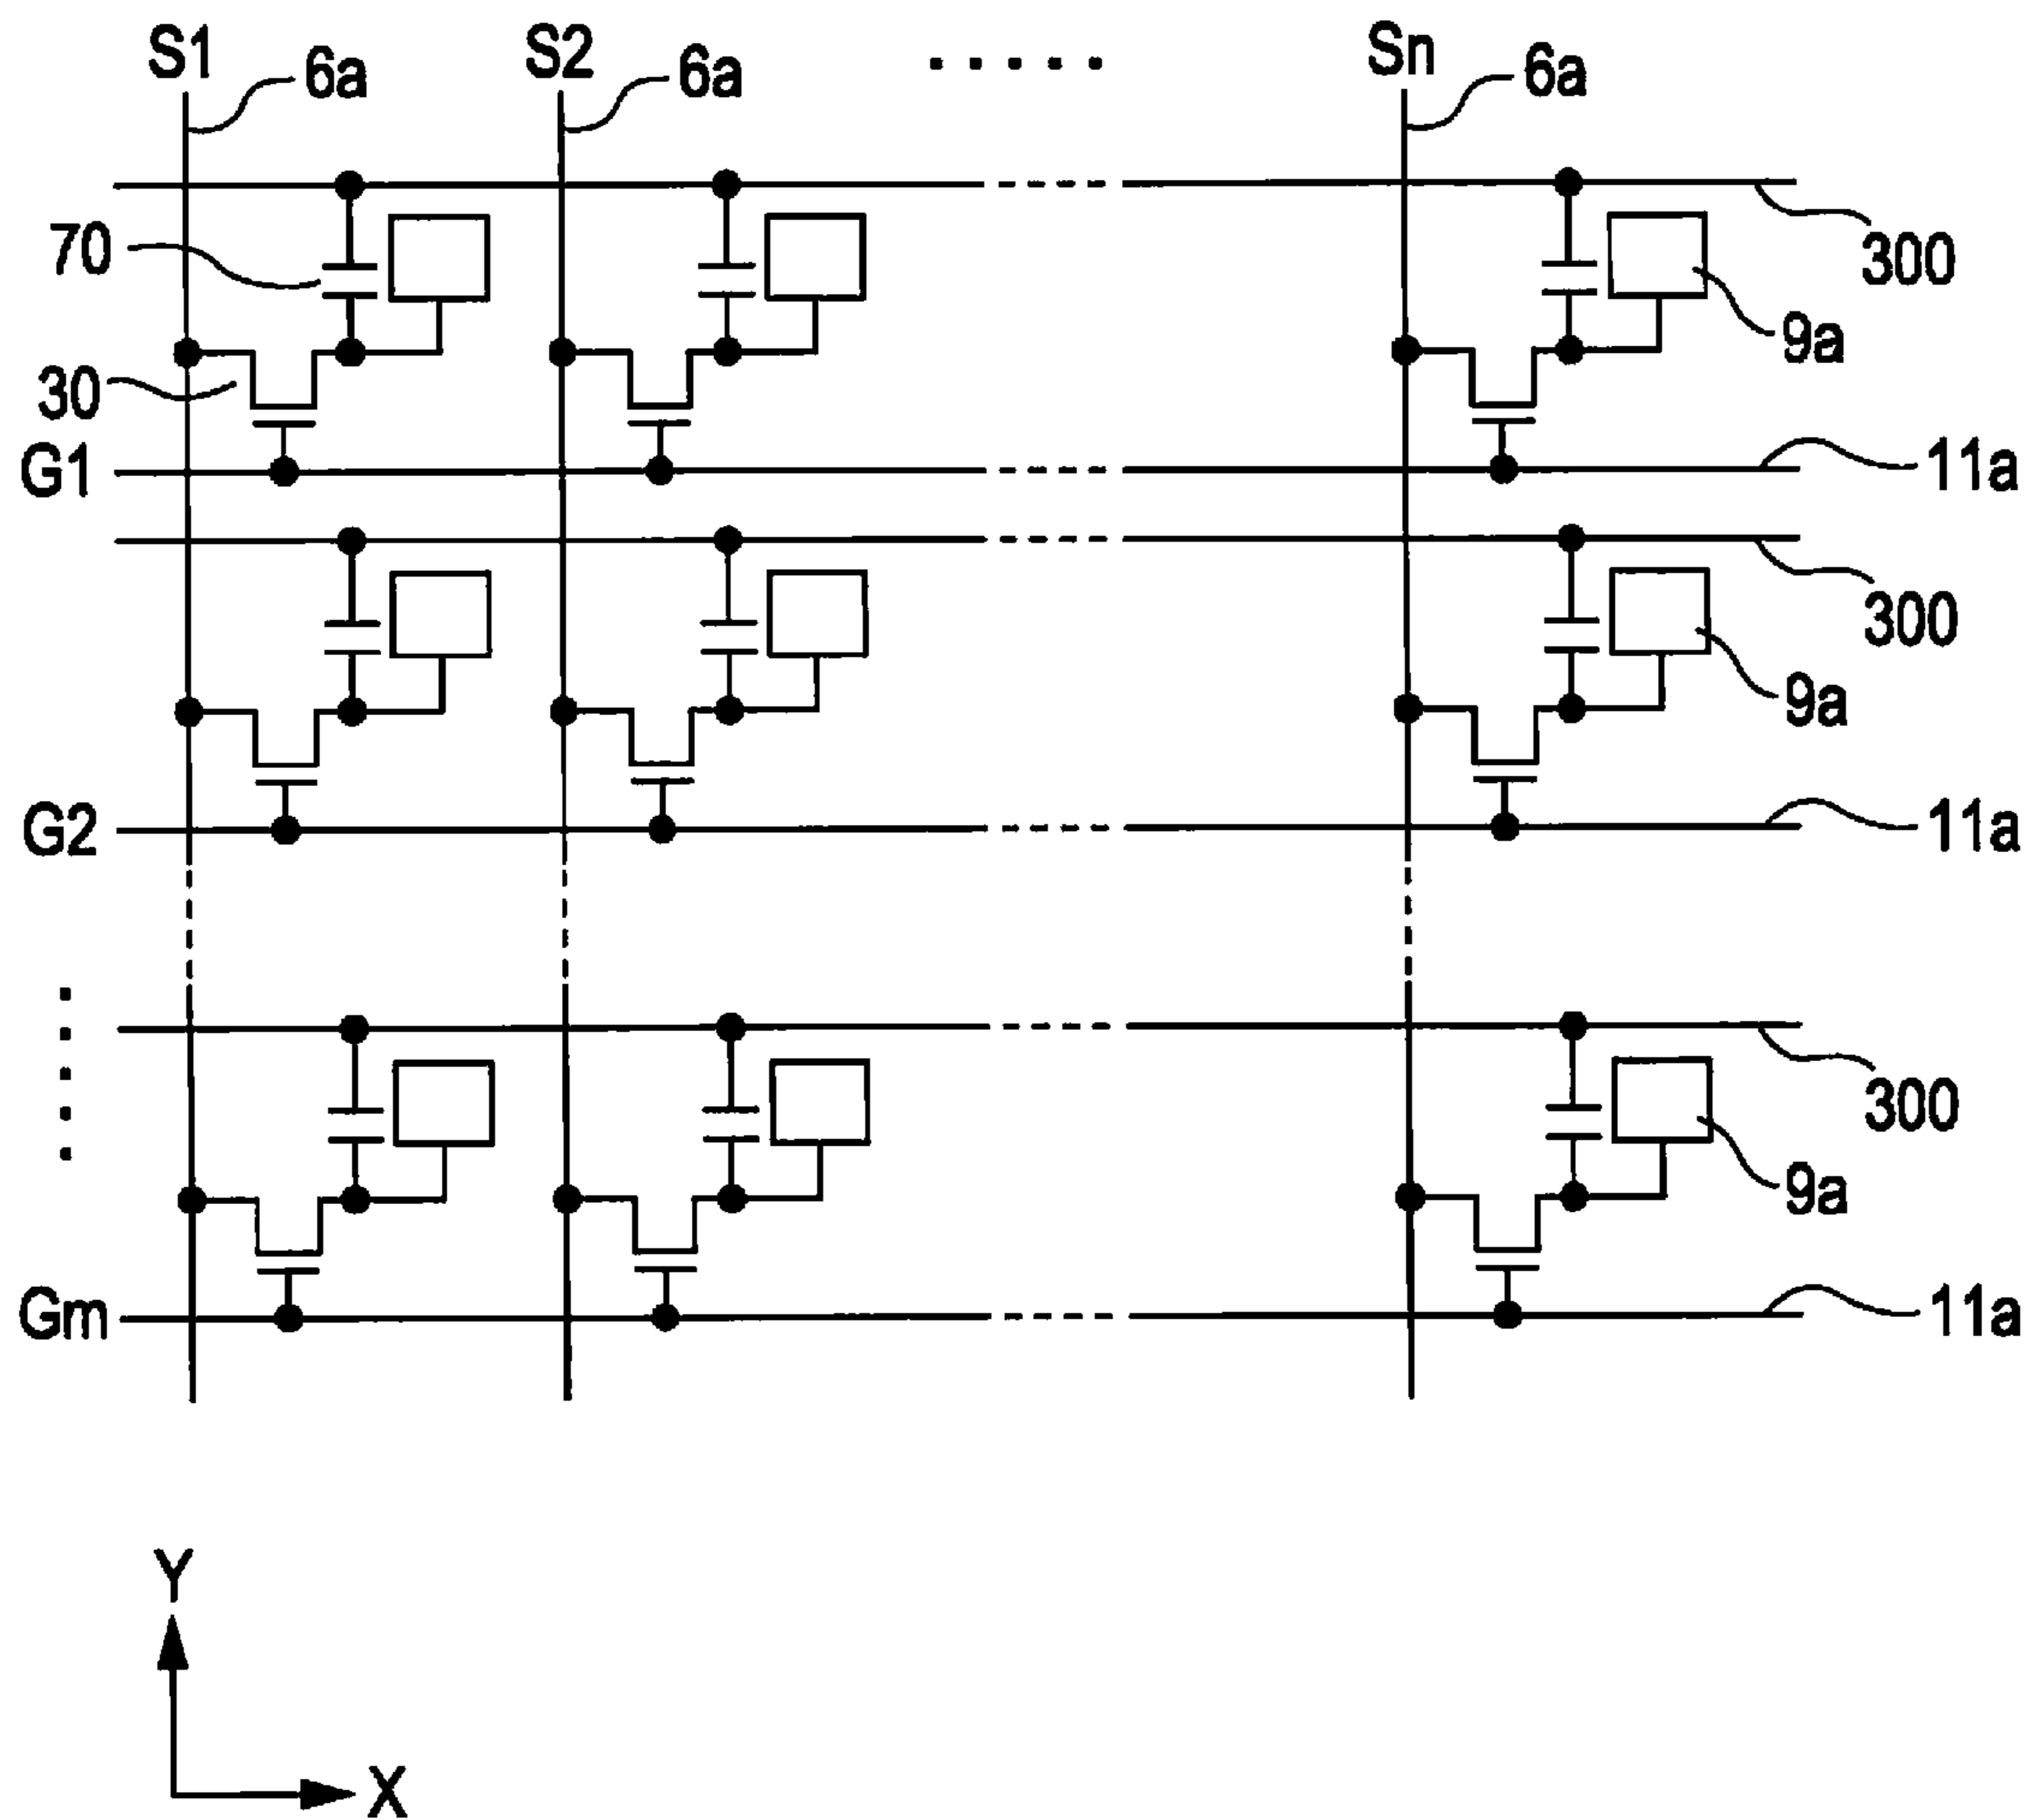 S1 6a S2 6a ..... Sn 6a
70 300
9a
30
G1 11a
300
9a
G2 11a
300
9a
Gm 11a
Y
X